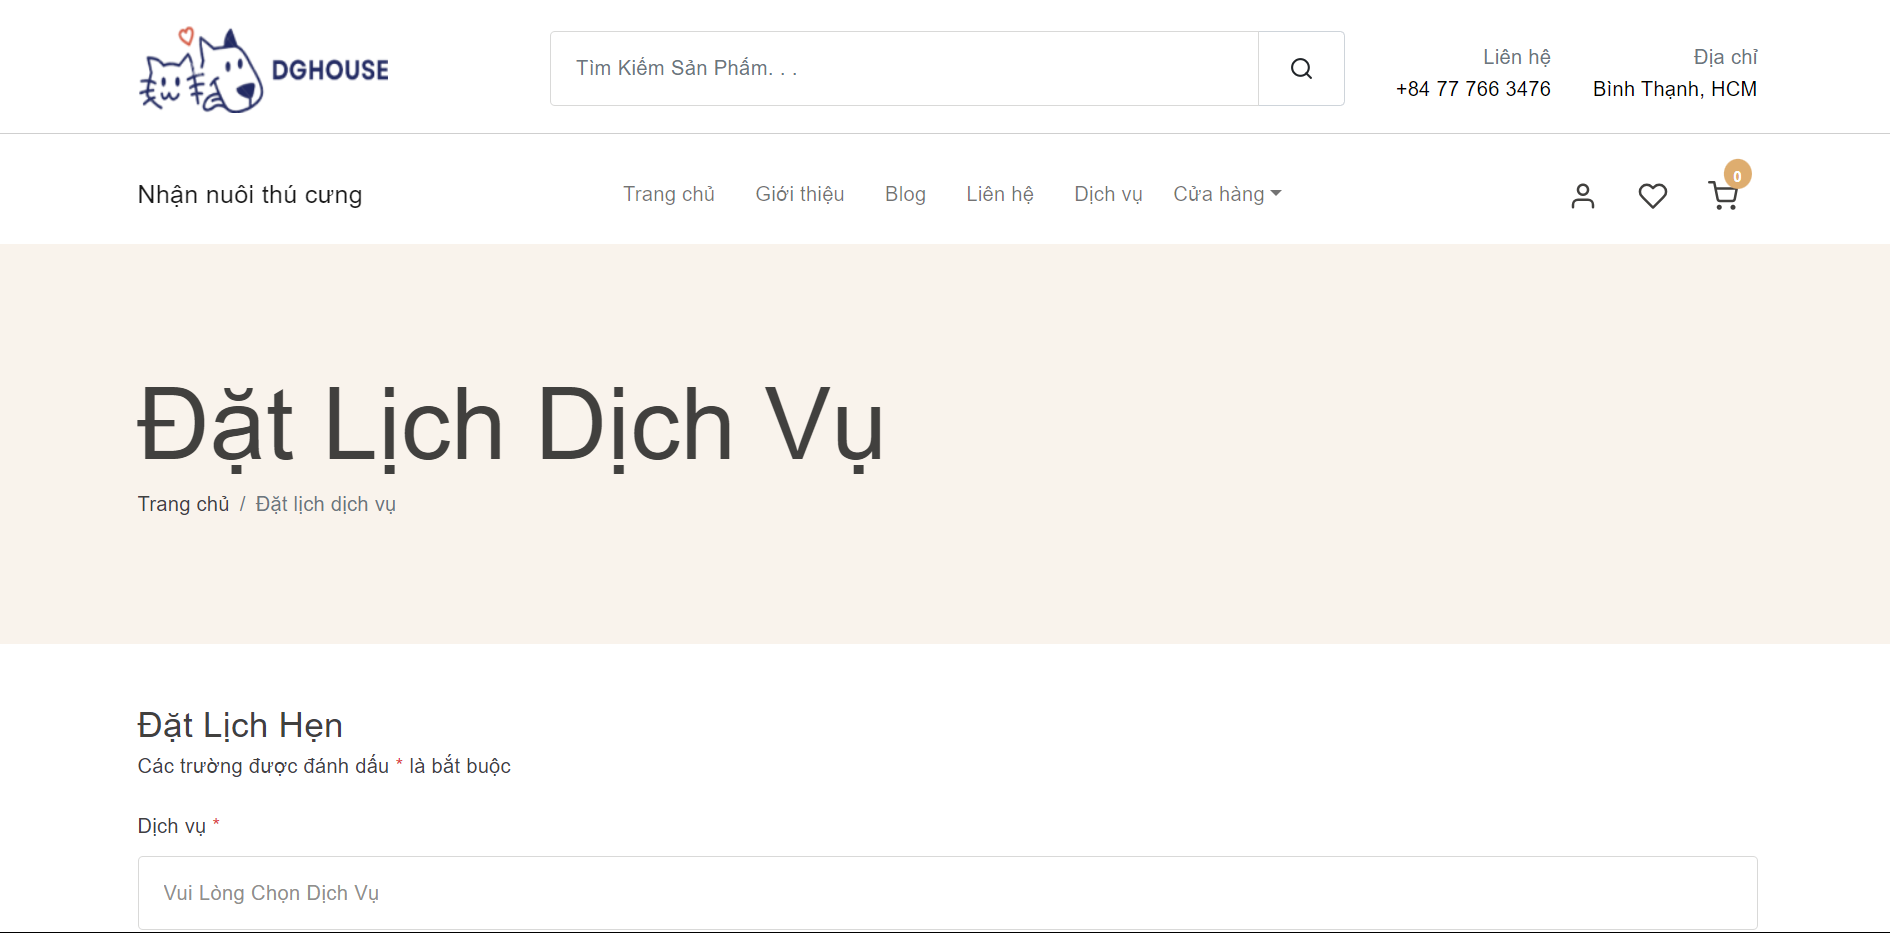 DGHOUSE
Tìm Kiếm Sản Phẩm. . .
Liên hệ
+84 77 766 3476
Địa chỉ
Bình Thạnh, HCM
Nhận nuôi thú cưng
Trang chủ
Giới thiệu
Blog
Liên hệ
Dịch vụ
Cửa hàng
0
Đặt Lịch Dịch Vụ
Trang chủ / Đặt lịch dịch vụ
Đặt Lịch Hẹn
Các trường được đánh dấu * là bắt buộc
Dịch vụ *
Vui Lòng Chọn Dịch Vụ